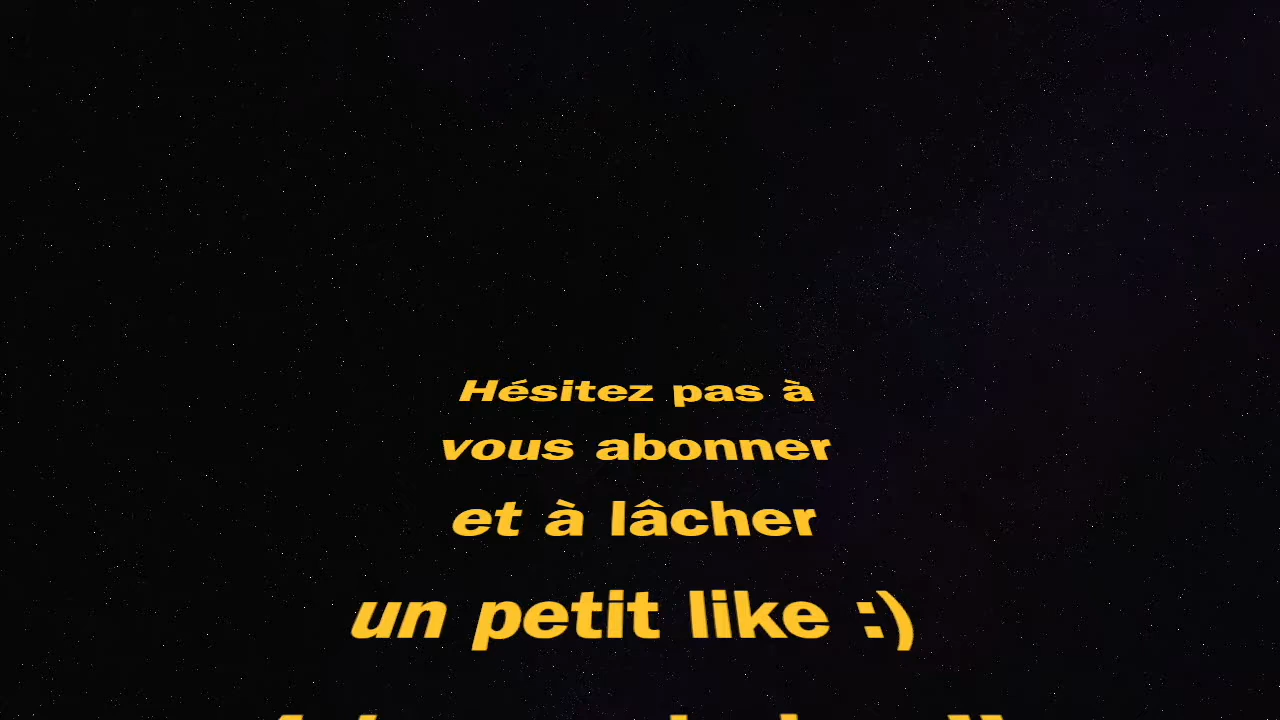 Hésitez pas à
vous abonner
et à lâcher
un petit like :)